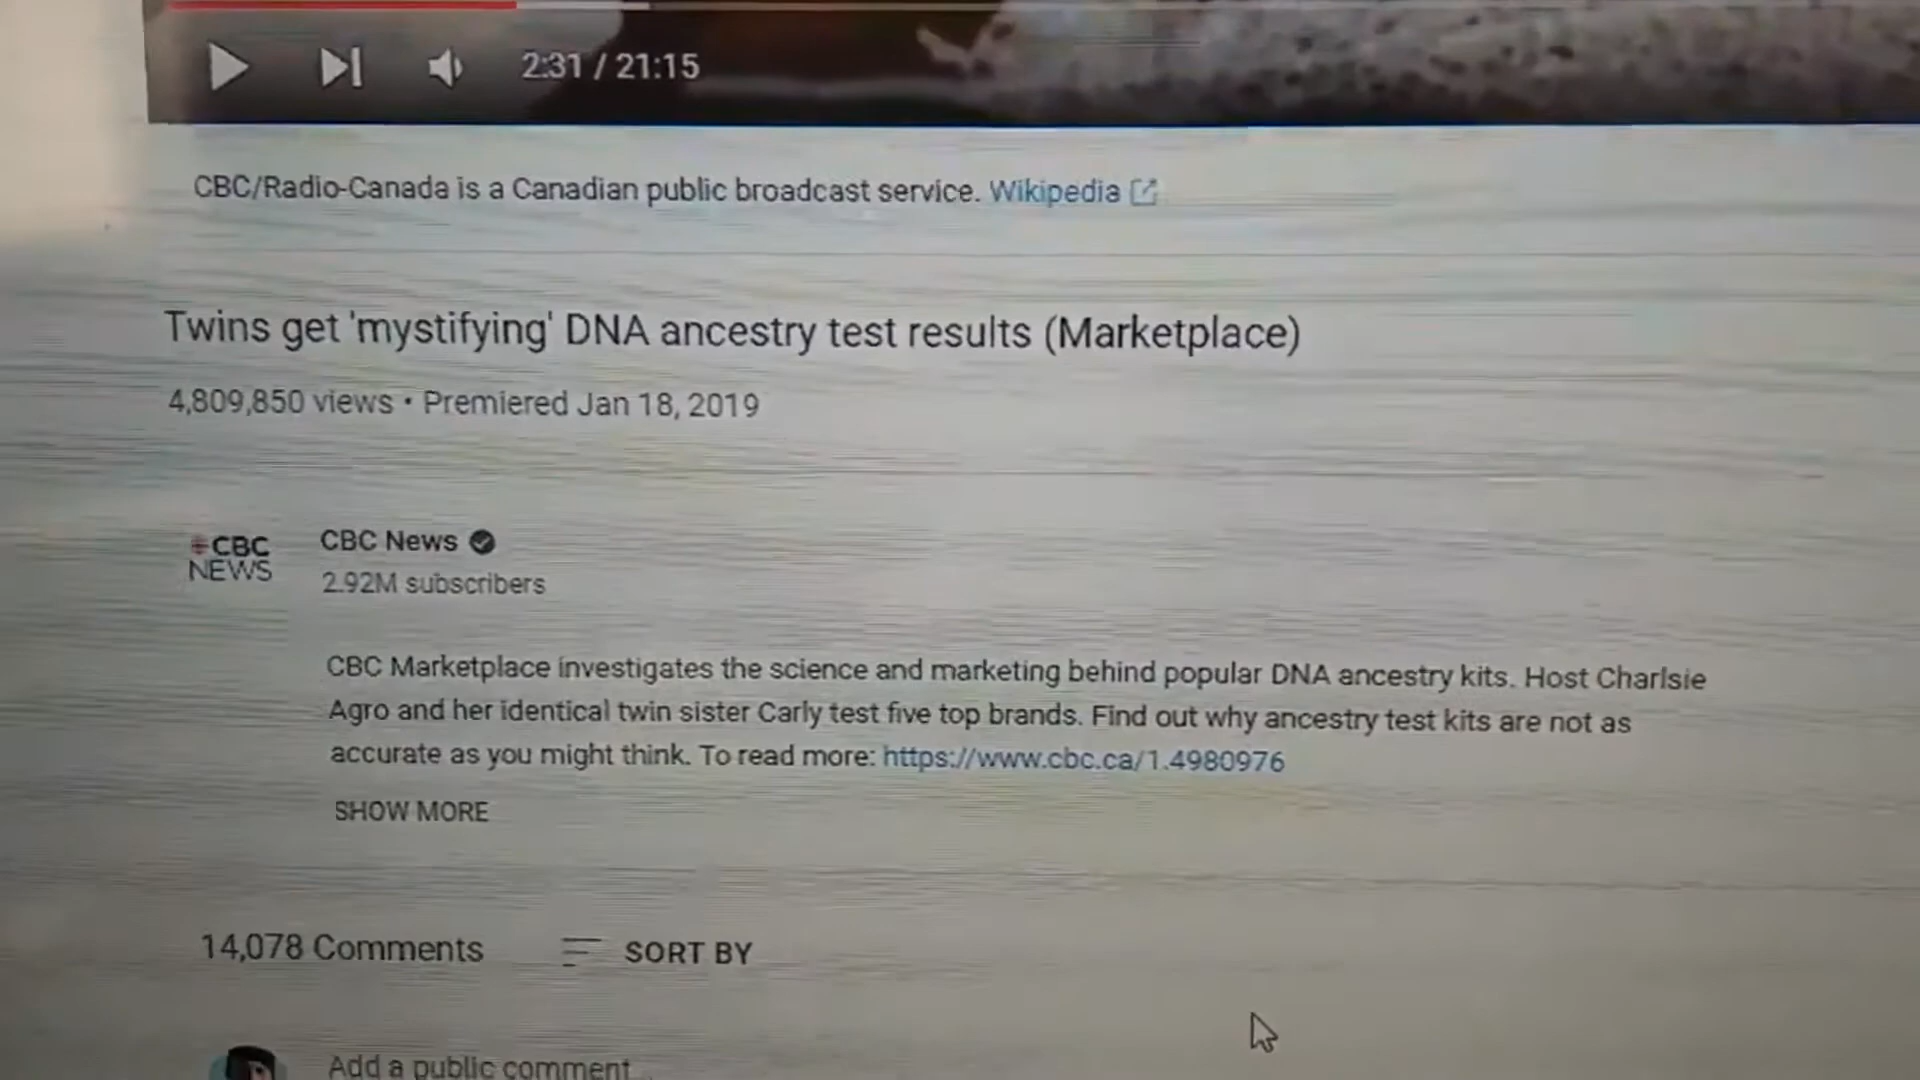 2:31 / 21:15
CBC/Radio-Canada is a Canadian public broadcast service. Wikipedia
Twins get 'mystifying' DNA ancestry test results (Marketplace)
4,809,850 views • Premiered Jan 18, 2019
CBC
NEWS
CBC News
2.92M subscribers
CBC Marketplace investigates the science and marketing behind popular DNA ancestry kits. Host Charlsie
Agro and her identical twin sister Carly test five top brands. Find out why ancestry test kits are not as
accurate as you might think. To read more: https://www.cbc.ca/1.4980976
SHOW MORE
14,078 Comments
SORT BY
Add a public comment...